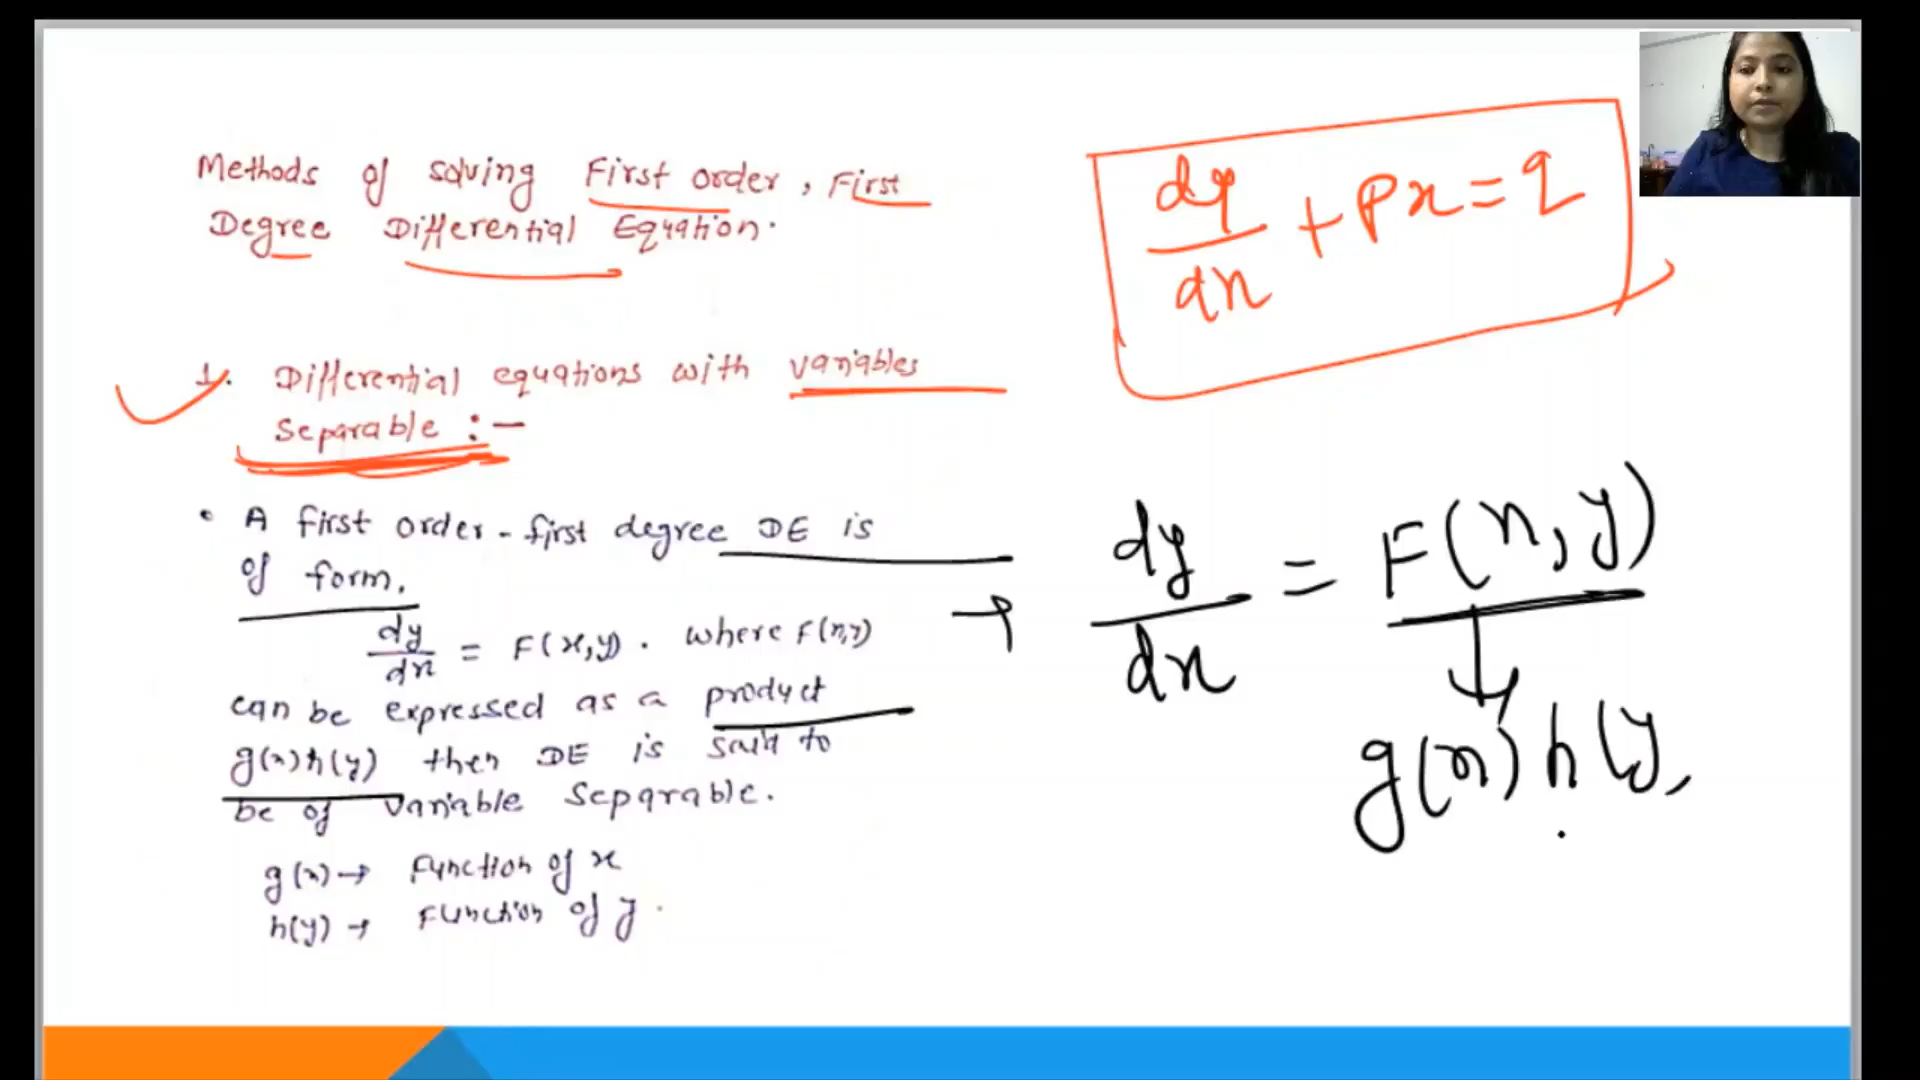 Methods of solving First order, First
Degree Differential Equation.
1. Differential equations with variables
Separable :-
• A first order - first degree DE is
of form,
dy/dx = F(x,y). where F(x,y)
can be expressed as a product
g(x)h(y) then DE is said to
be of variable separable.
g(x) → Function of x
h(y) → Function of y.
dy/dx + Px = q
→ dy/dx = F(x,y)
↓
g(x) h(y,